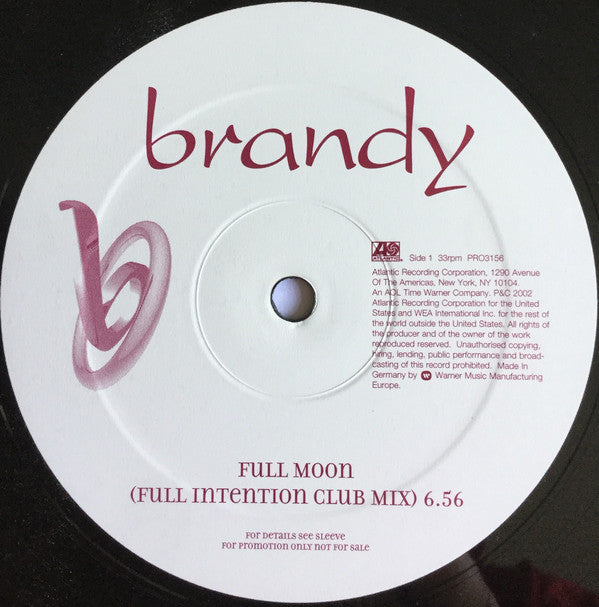 brandy
b
ATLANTIC Side 1 33rpm PRO3156
Atlantic Recording Corporation, 1290 Avenue
Of The Americas, New York, NY 10104.
An AOL Time Warner Company. P&C 2002
Atlantic Recording Corporation for the United
States and WEA International Inc. for the rest of
the world outside the United States. All rights of
the producer and of the owner of the work
reproduced reserved. Unauthorised copying,
hiring, lending, public performance and broad-
casting of this record prohibited. Made In
Germany by W Warner Music Manufacturing
Europe.
FULL MOON
(FULL INTENTION CLUB MIX) 6.56
FOR DETAILS SEE SLEEVE
FOR PROMOTION ONLY NOT FOR SALE